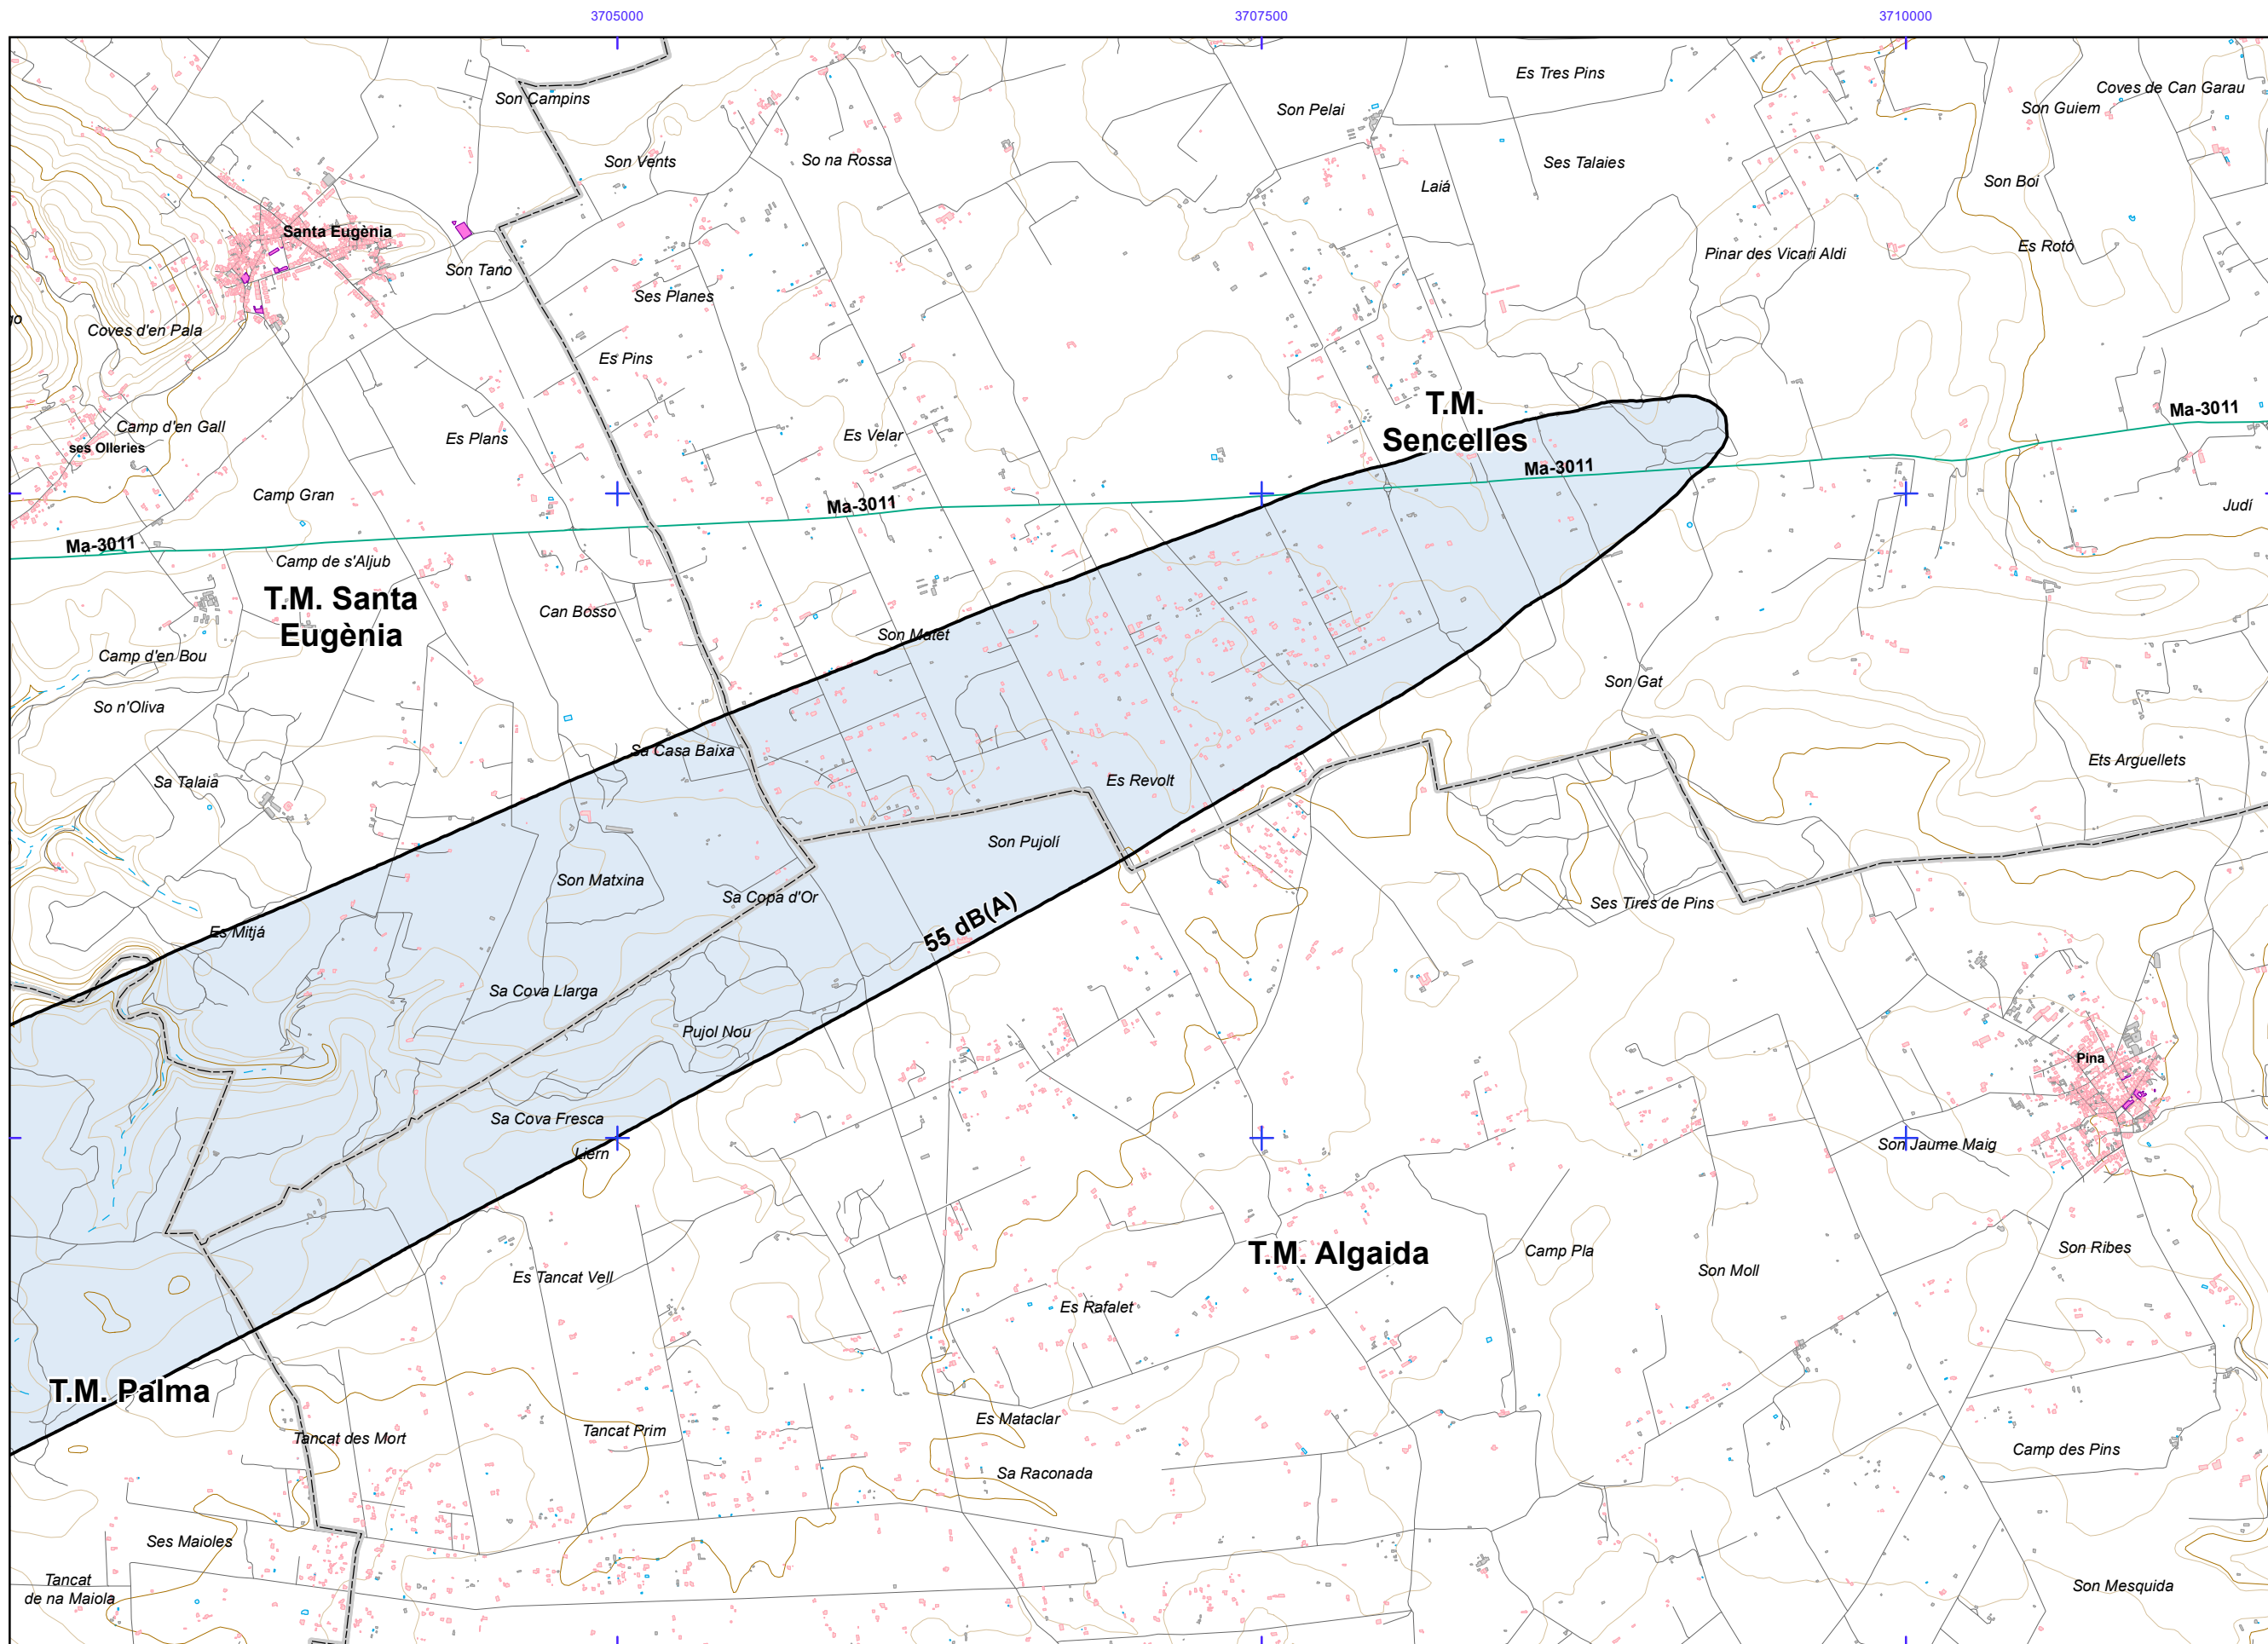 3705000
3707500
3710000
Es Tres Pins
Coves de Can Garau
Son Campins
Son Pelai
Son Guiem
Son Vents
So na Rossa
Ses Talaies
Laiá
Son Boi
Santa Eugènia
Es Rotó
Pinar des Vicari Aldi
Son Tano
Ses Planes
Coves d'en Pala
Es Pins
T.M.
Sencelles
Ma-3011
Camp d'en Gall
Es Velar
Es Plans
ses Olleries
Ma-3011
Camp Gran
Ma-3011
Judí
Ma-3011
Camp de s'Aljub
T.M. Santa
Eugènia
Can Bosso
Son Matet
Camp d'en Bou
Son Gat
So n'Oliva
Sa Casa Baixa
Ets Arguellets
Sa Talaia
Es Revolt
Son Pujolí
Son Matxina
Sa Copa d'Or
Ses Tires de Pins
55 dB(A)
Es Mitjá
Sa Cova Llarga
Pujol Nou
Pina
Sa Cova Fresca
Son Jaume Maig
Liern
T.M. Algaida
Camp Pla
Son Ribes
Son Moll
Es Tancat Vell
Es Rafalet
T.M. Palma
Es Mataclar
Tancat Prim
Tancat des Mort
Camp des Pins
Sa Raconada
Ses Maioles
Tancat
de na Maiola
Son Mesquida